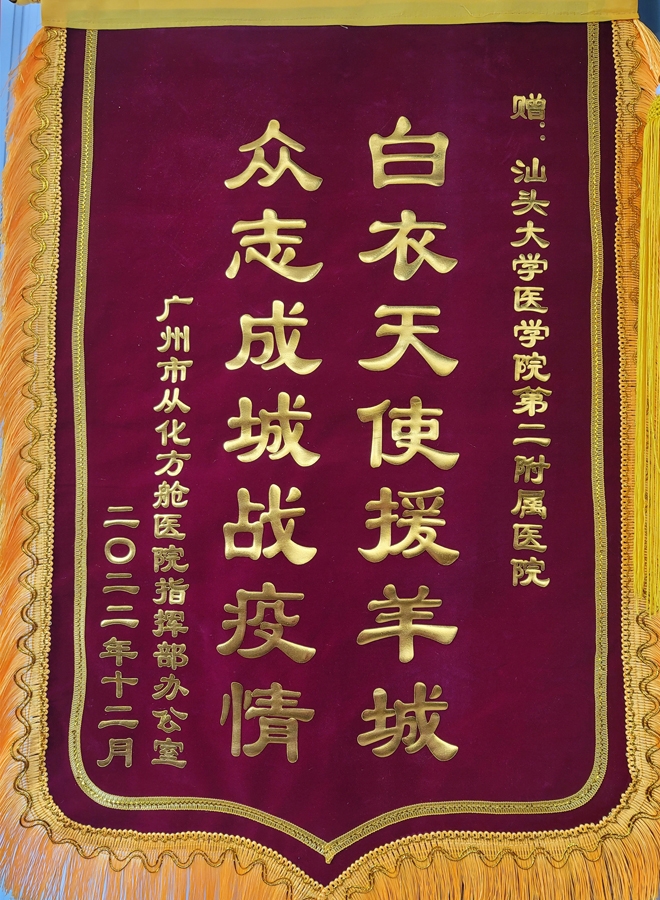 赠：汕头大学医学院第二附属医院
白衣天使援羊城
众志成城战疫情
广州市从化方舱医院指挥部办公室
二〇二二年十二月